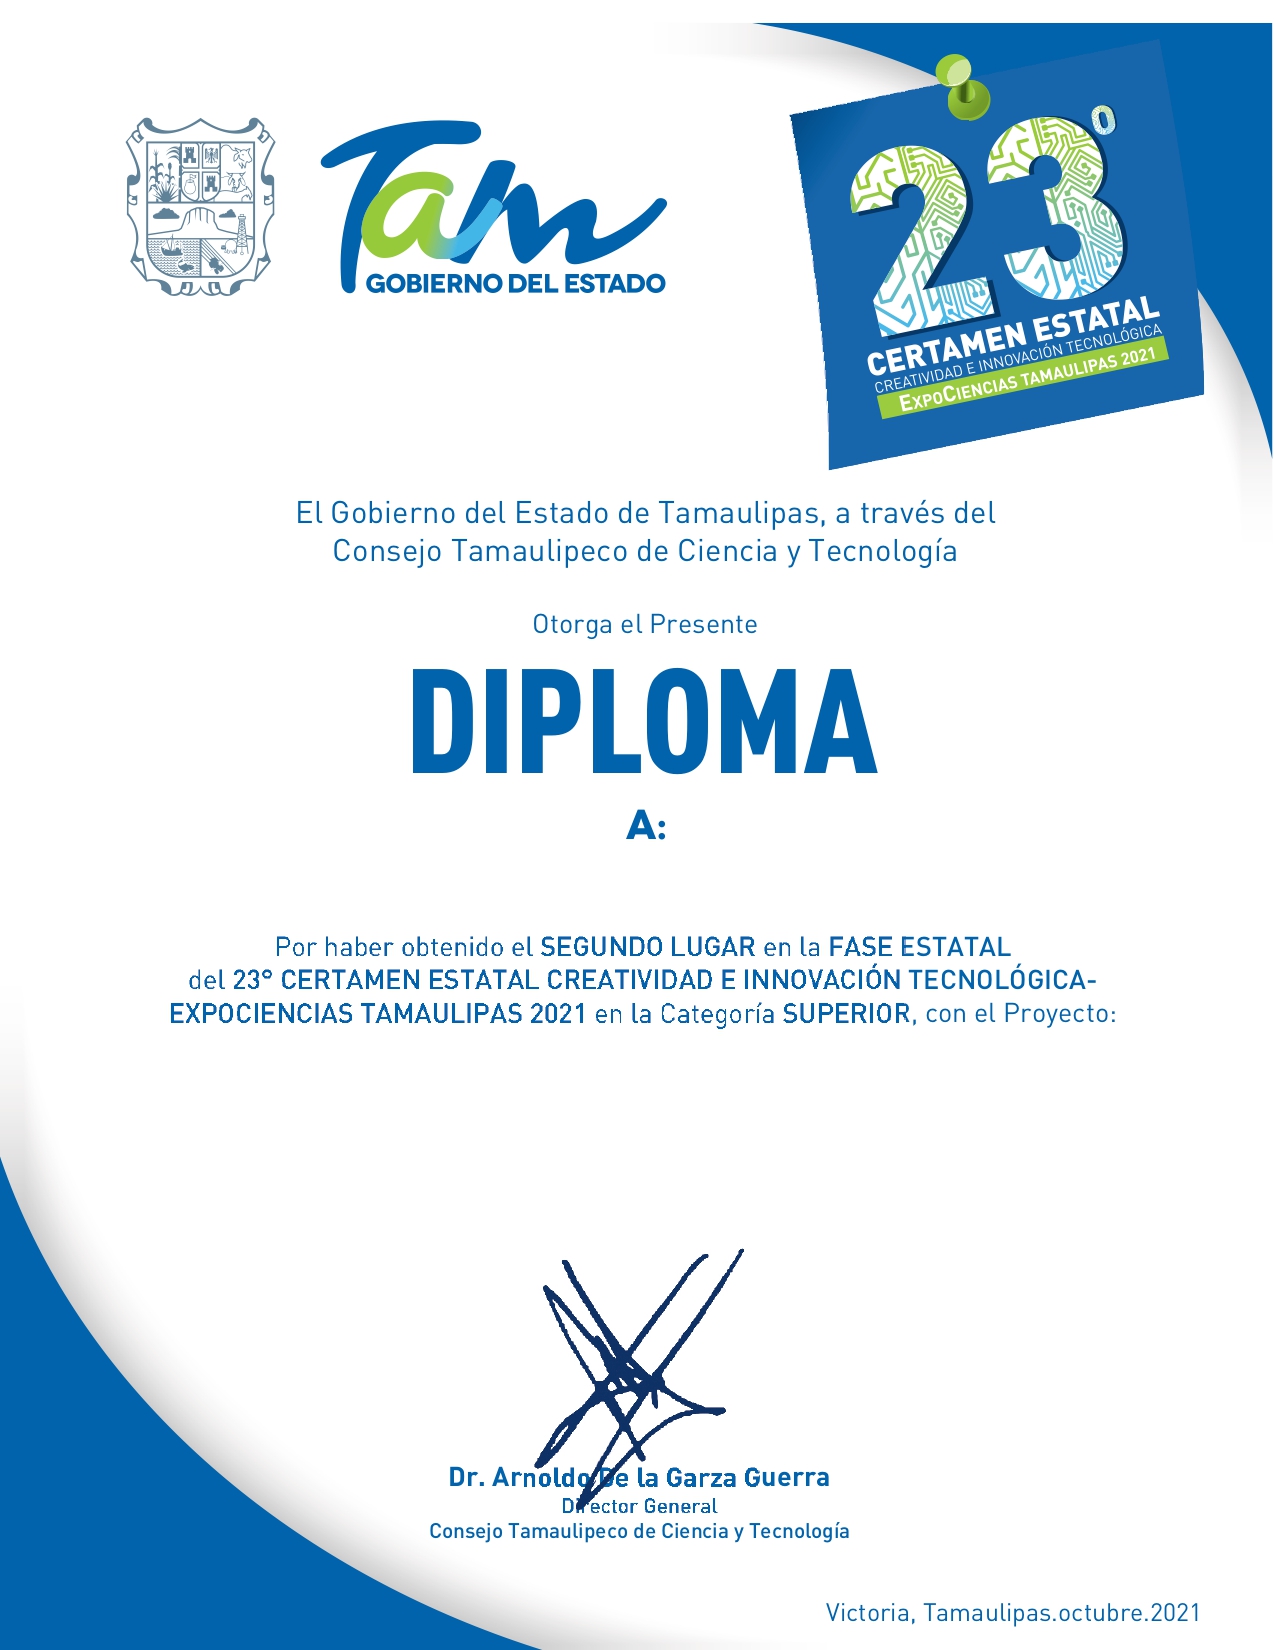 Tam
GOBIERNO DEL ESTADO
23º
CERTAMEN ESTATAL
CREATIVIDAD E INNOVACIÓN TECNOLÓGICA
EXPOCIENCIAS TAMAULIPAS 2021
El Gobierno del Estado de Tamaulipas, a través del
Consejo Tamaulipeco de Ciencia y Tecnología
Otorga el Presente
DIPLOMA
A:
Por haber obtenido el SEGUNDO LUGAR en la FASE ESTATAL
del 23° CERTAMEN ESTATAL CREATIVIDAD E INNOVACIÓN TECNOLÓGICA-
EXPOCIENCIAS TAMAULIPAS 2021 en la Categoría SUPERIOR, con el Proyecto:
Dr. Arnoldo De la Garza Guerra
Director General
Consejo Tamaulipeco de Ciencia y Tecnología
Victoria, Tamaulipas.octubre.2021